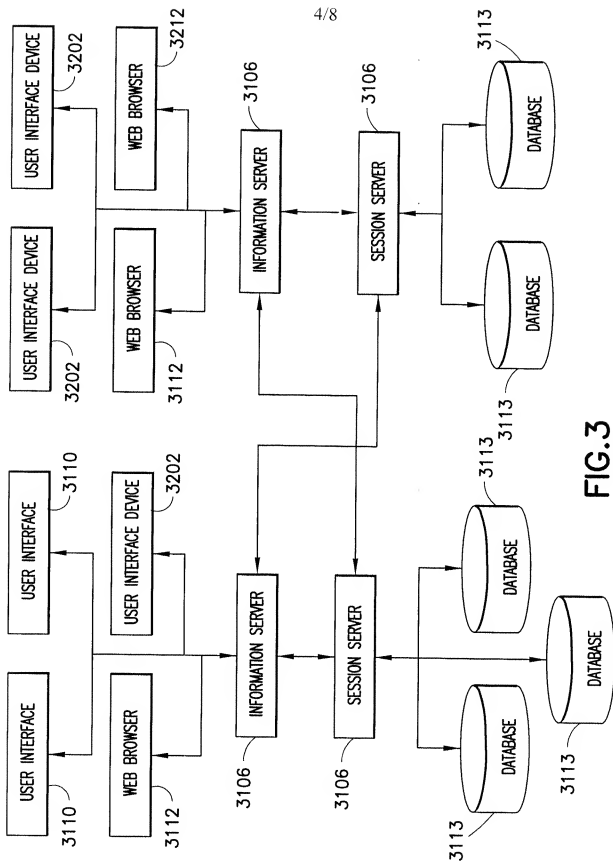 4/8
USER INTERFACE
3110
USER INTERFACE
3110
WEB BROWSER
3112
USER INTERFACE DEVICE
3202
INFORMATION SERVER
3106
SESSION SERVER
3106
DATABASE
3113
DATABASE
3113
DATABASE
3113
USER INTERFACE DEVICE
3202
USER INTERFACE DEVICE
3202
WEB BROWSER
3112
WEB BROWSER
3212
INFORMATION SERVER
3106
SESSION SERVER
3106
DATABASE
3113
DATABASE
3113
FIG.3